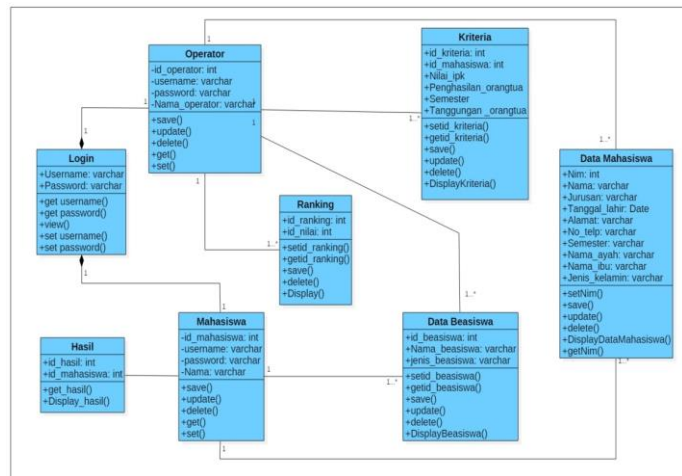 Operator
-id_operator: int
-username: varchar
-password: varchar
-Nama_operator: varchar
+save()
+update()
+delete()
+get()
+set()
Kriteria
+id_kriteria: int
+id_mahasiswa: int
+Nilai_ipk
+Penghasilan_orangtua
+Semester
+Tanggungan _orangtua
+setid_kriteria()
+getid_kriteria()
+save()
+update()
+delete()
+DisplayKriteria()
Login
+Username: varchar
+Password: varchar
+get username()
+get password()
+view()
+set username()
+set password()
Ranking
+id_ranking: int
+id_nilai: int
+setid_ranking()
+getid_ranking()
+save()
+delete()
+Display()
Data Mahasiswa
+Nim: int
+Nama: varchar
+Jurusan: varchar
+Tanggal_lahir: Date
+Alamat: varchar
+No_telp: varchar
+Semester: varchar
+Nama_ayah: varchar
+Nama_ibu: varchar
+Jenis_kelamin: varchar
+setNim()
+save()
+update()
+delete()
+DisplayDataMahasiswa()
+getNim()
Hasil
+id_hasil: int
+id_mahasiswa: int
+get_hasil()
+Display_hasil()
Mahasiswa
-id_mahasiswa: int
-username: varchar
-password: varchar
-Nama: varchar
+save()
+update()
+delete()
+get()
+set()
Data Beasiswa
+id_beasiswa: int
+Nama_beasiswa: varchar
+jenis_beasiswa: varchar
+setid_beasiswa()
+getid_beasiswa()
+save()
+update()
+delete()
+DisplayBeasiswa()
1
1
1
1
1
1
1
1
1
1
1..*
1..*
1..*
1..*
1..*
1..*